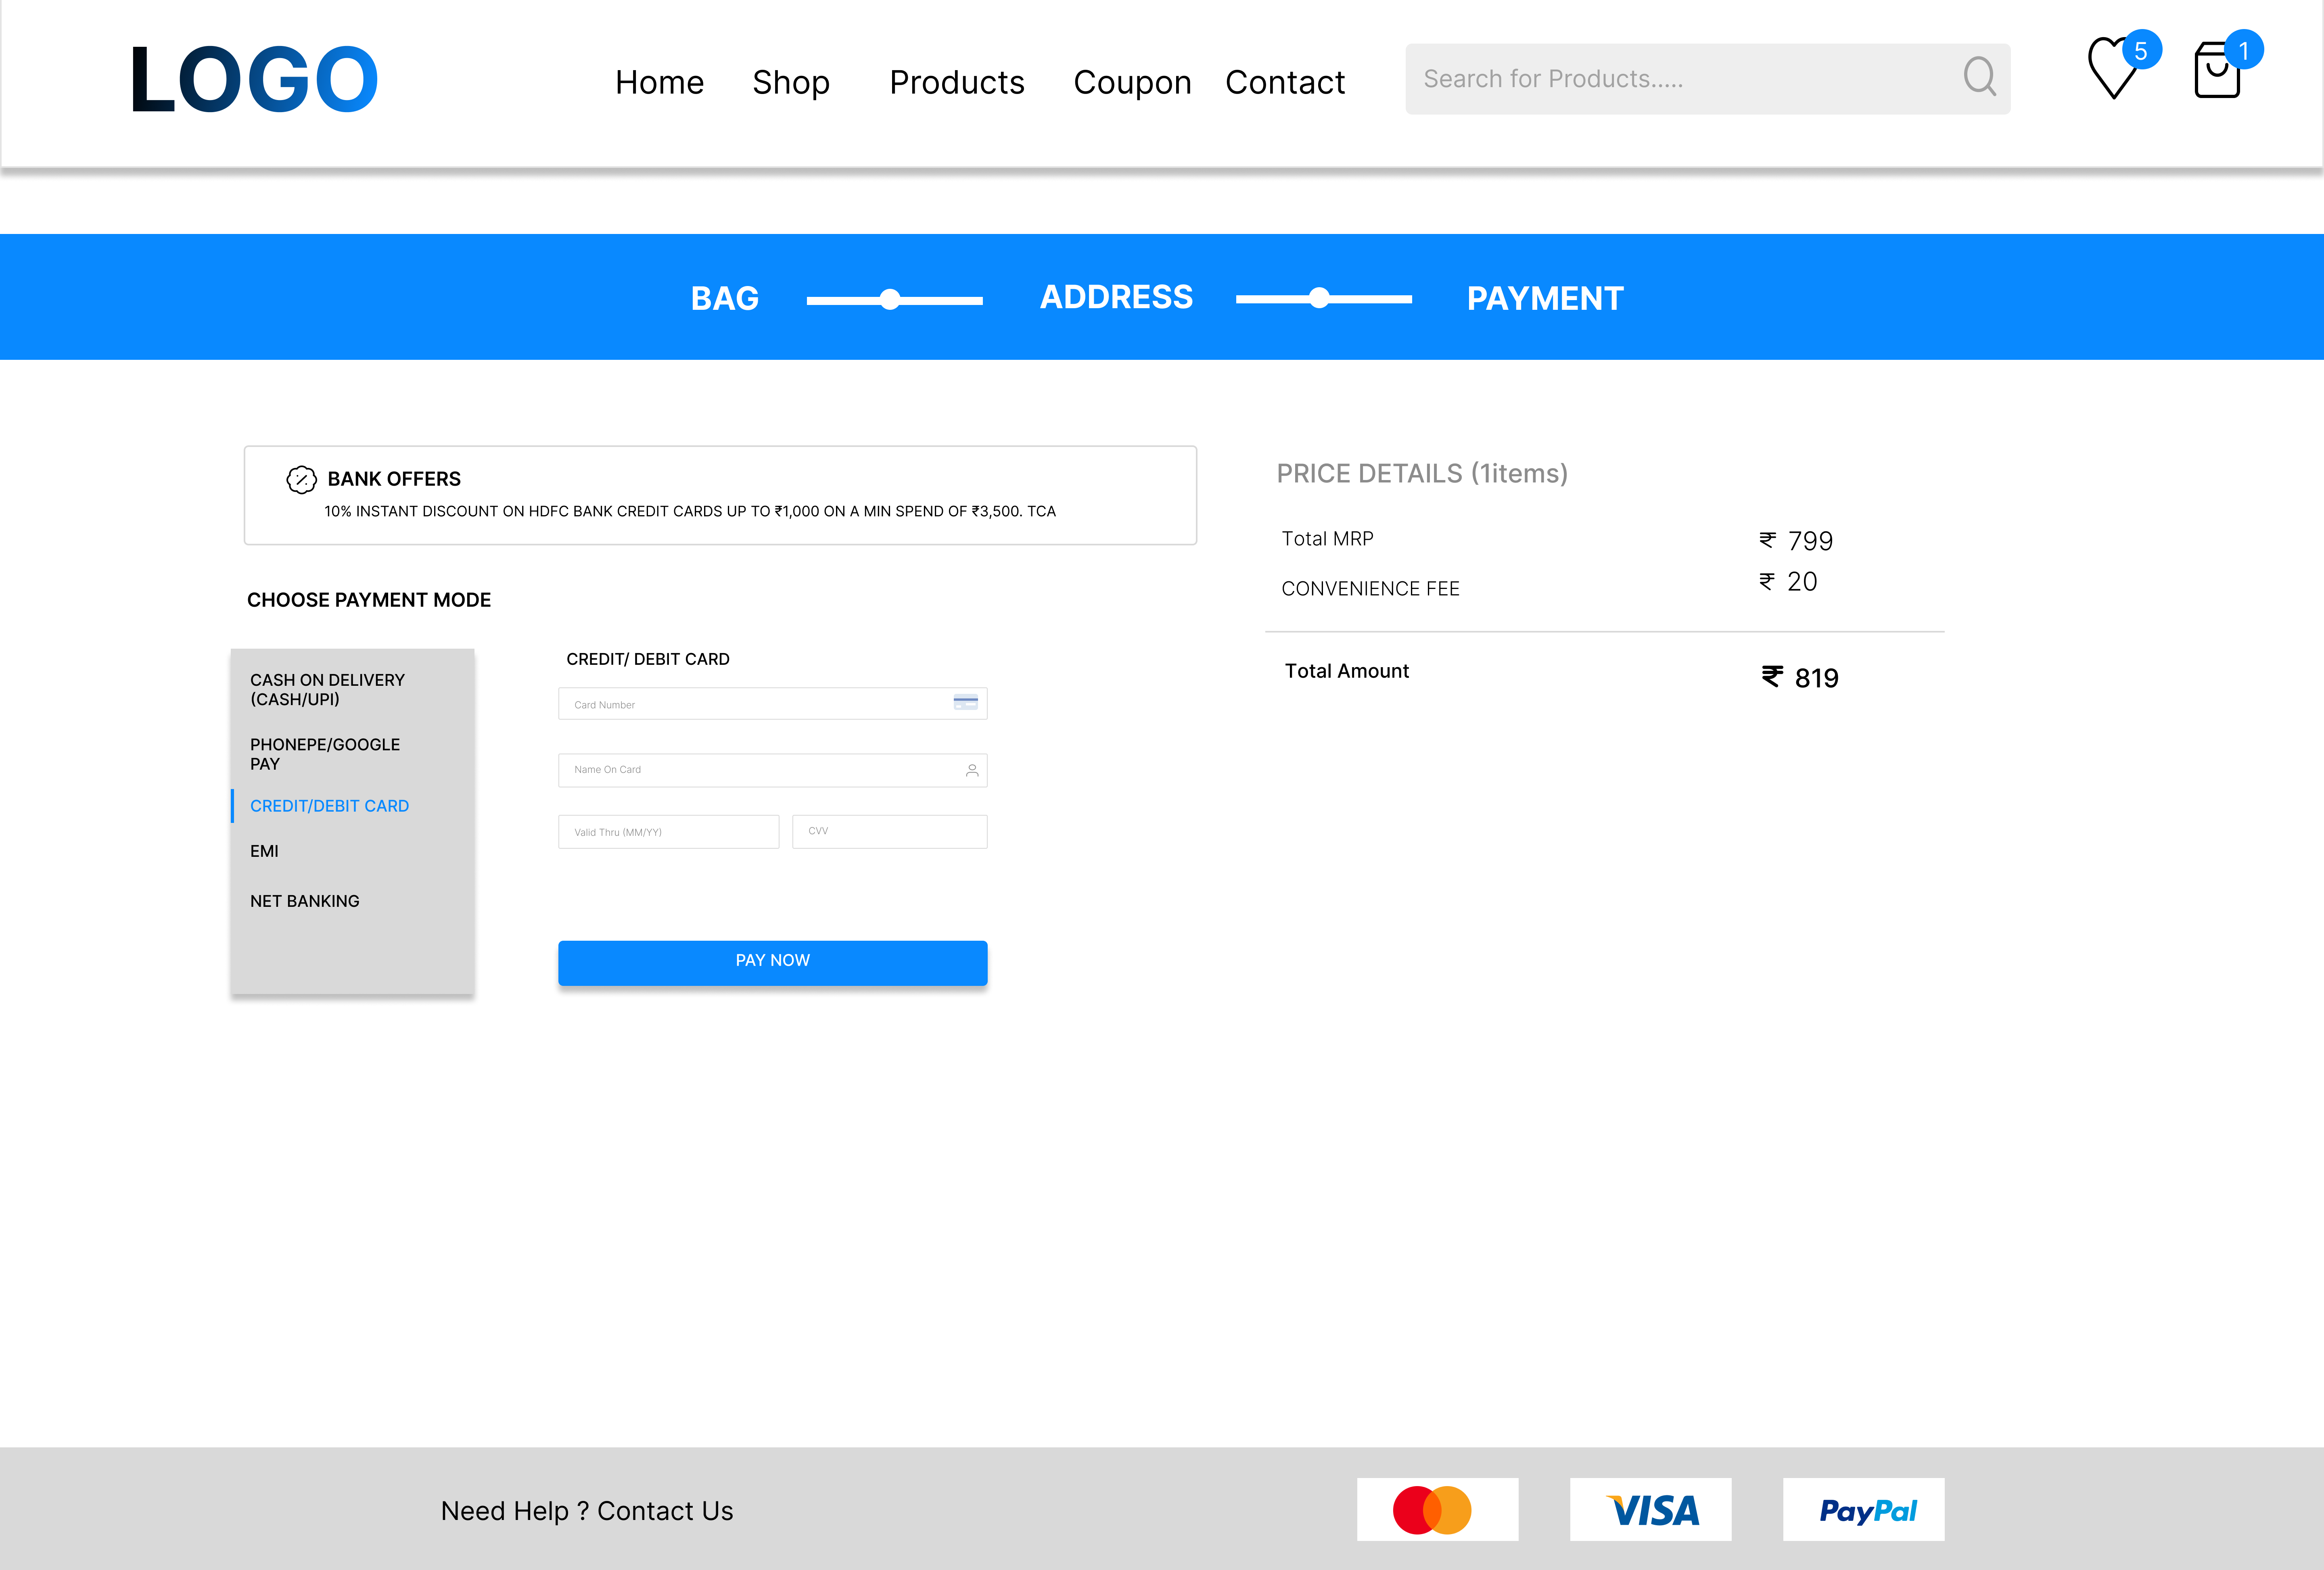 LOGO
Home Shop Products Coupon Contact
Search for Products.....
5
1
BAG ADDRESS PAYMENT
BANK OFFERS
10% INSTANT DISCOUNT ON HDFC BANK CREDIT CARDS UP TO ₹1,000 ON A MIN SPEND OF ₹3,500. TCA
CHOOSE PAYMENT MODE
CASH ON DELIVERY
(CASH/UPI)
PHONEPE/GOOGLE
PAY
CREDIT/DEBIT CARD
EMI
NET BANKING
CREDIT/ DEBIT CARD
Card Number
Name On Card
Valid Thru (MM/YY)
CVV
PAY NOW
PRICE DETAILS (1items)
Total MRP ₹ 799
CONVENIENCE FEE ₹ 20
Total Amount ₹ 819
Need Help ? Contact Us
VISA
PayPal